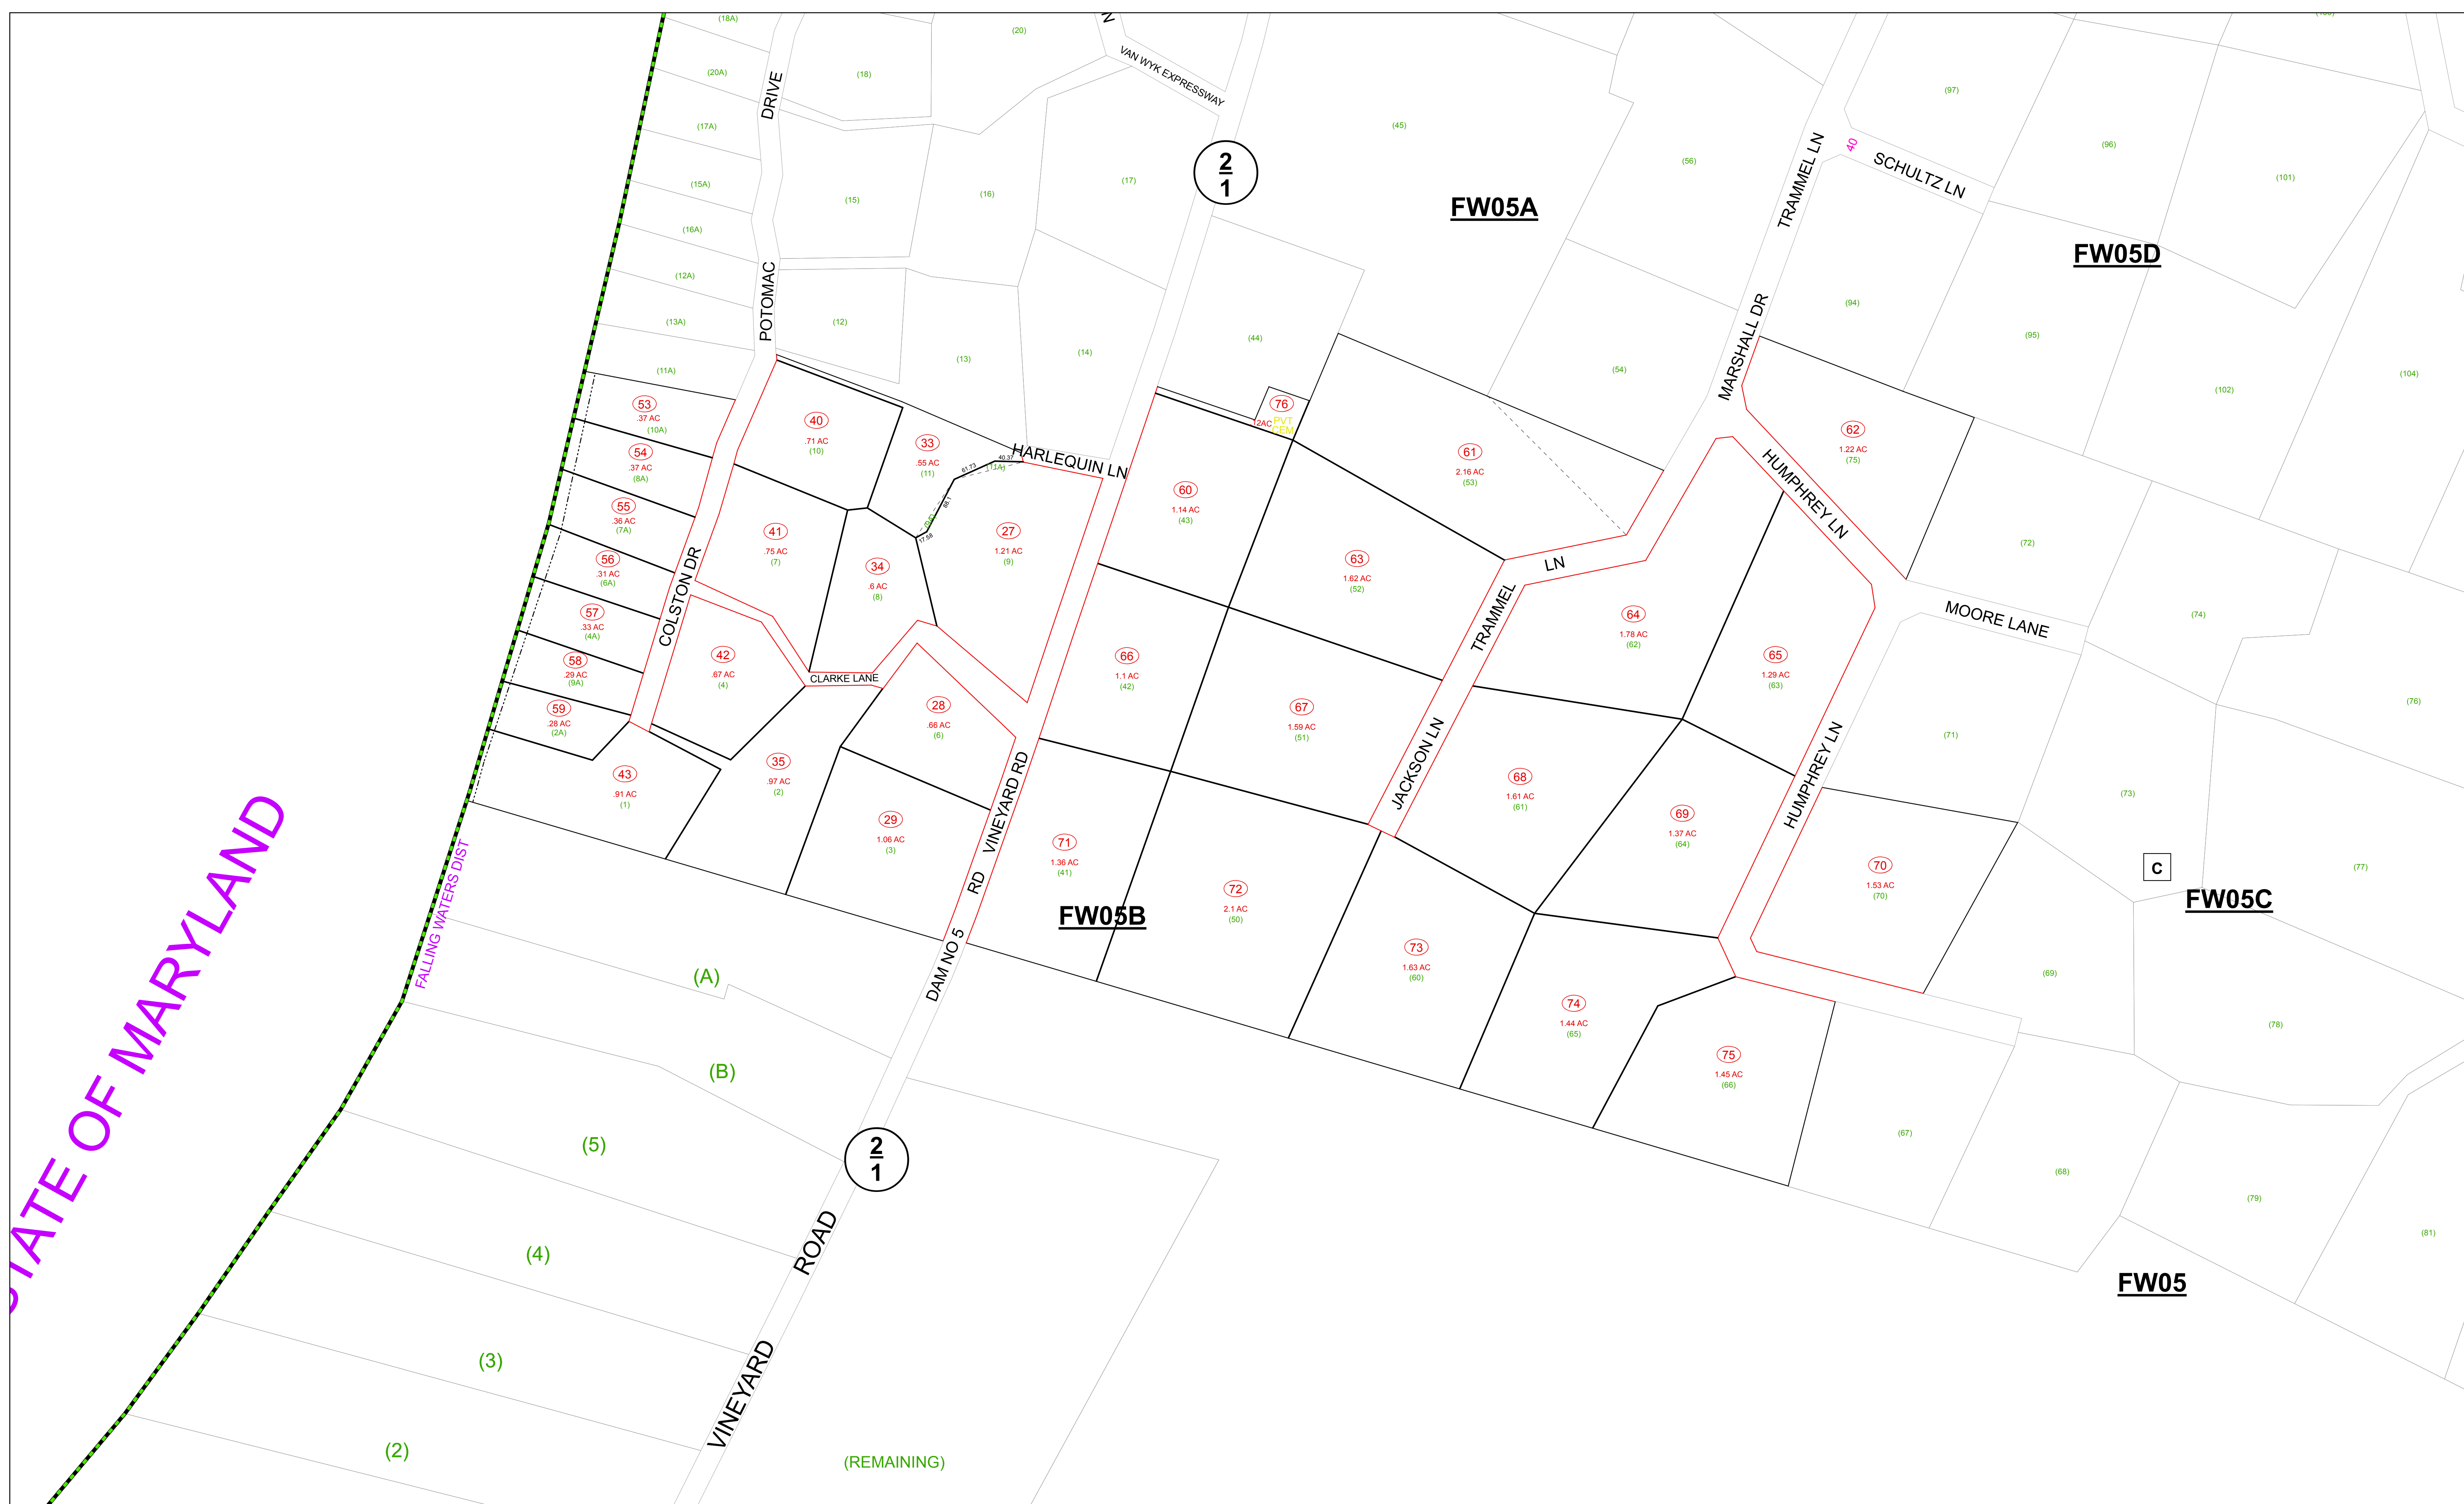 (18A)
(20)
N
VAN WYK EXPRESSWAY
(20A)
(18)
DRIVE
(17A)
(45)
(97)
(56)
TRAMMEL LN
40
SCHULTZ LN
(96)
2
1
(15A)
(15)
(16)
(17)
FW05A
(101)
(16A)
FW05D
(12A)
POTOMAC
(13A)
(12)
(13)
(14)
(44)
(54)
MARSHALL DR
(94)
(95)
(102)
(104)
(11A)
53
.37 AC
(10A)
40
.71 AC
(10)
33
.55 AC
(11)
HARLEQUIN LN
76
PVT
CEM
61
2.16 AC
(53)
62
1.22 AC
(75)
54
.37 AC
(8A)
61.73
40.37
88.1
17.58
60
1.14 AC
(43)
HUMPHREY LN
55
.36 AC
(7A)
41
.75 AC
(7)
27
1.21 AC
(9)
56
.31 AC
(6A)
34
.6 AC
(8)
63
1.62 AC
(52)
TRAMMEL
LN
(72)
57
.33 AC
(4A)
COLSTON DR
64
1.78 AC
(62)
MOORE LANE
(74)
58
.29 AC
(9A)
42
.67 AC
(4)
CLARKE LANE
66
1.1 AC
(42)
65
1.29 AC
(63)
59
.28 AC
(2A)
28
.66 AC
(6)
67
1.59 AC
(51)
JACKSON LN
(71)
(76)
43
.91 AC
(1)
35
.97 AC
(2)
VINEYARD RD
68
1.61 AC
(61)
HUMPHREY LN
(73)
29
1.06 AC
(3)
71
1.36 AC
(41)
69
1.37 AC
(64)
70
1.53 AC
(70)
C
(77)
STATE OF MARYLAND
FALLING WATERS DIST
RD
DAM NO 5
FW05B
72
2.1 AC
(50)
FW05C
73
1.63 AC
(60)
(A)
(69)
74
1.44 AC
(65)
(78)
75
1.45 AC
(66)
(B)
(67)
(5)
2
1
(68)
(79)
ROAD
(81)
(4)
FW05
(3)
VINEYARD
(2)
(REMAINING)